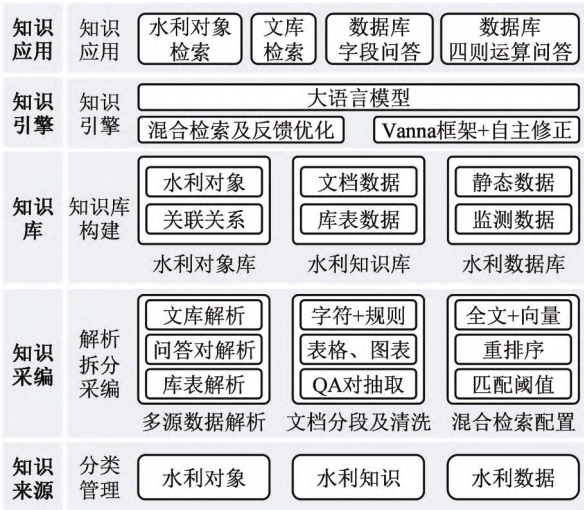 知识
应用
知识
应用
水利对象
检索
文库
检索
数据库
字段问答
数据库
四则运算问答
知识
引擎
知识
引擎
大语言模型
混合检索及反馈优化
Vanna框架+自主修正
知识
库
知识库
构建
水利对象
关联关系
水利对象库
文档数据
库表数据
水利知识库
静态数据
监测数据
水利数据库
知识
采编
解析
拆分
采编
文库解析
问答对解析
库表解析
多源数据解析
字符+规则
表格、图表
QA对抽取
文档分段及清洗
全文+向量
重排序
匹配阈值
混合检索配置
知识
来源
分类
管理
水利对象
水利知识
水利数据